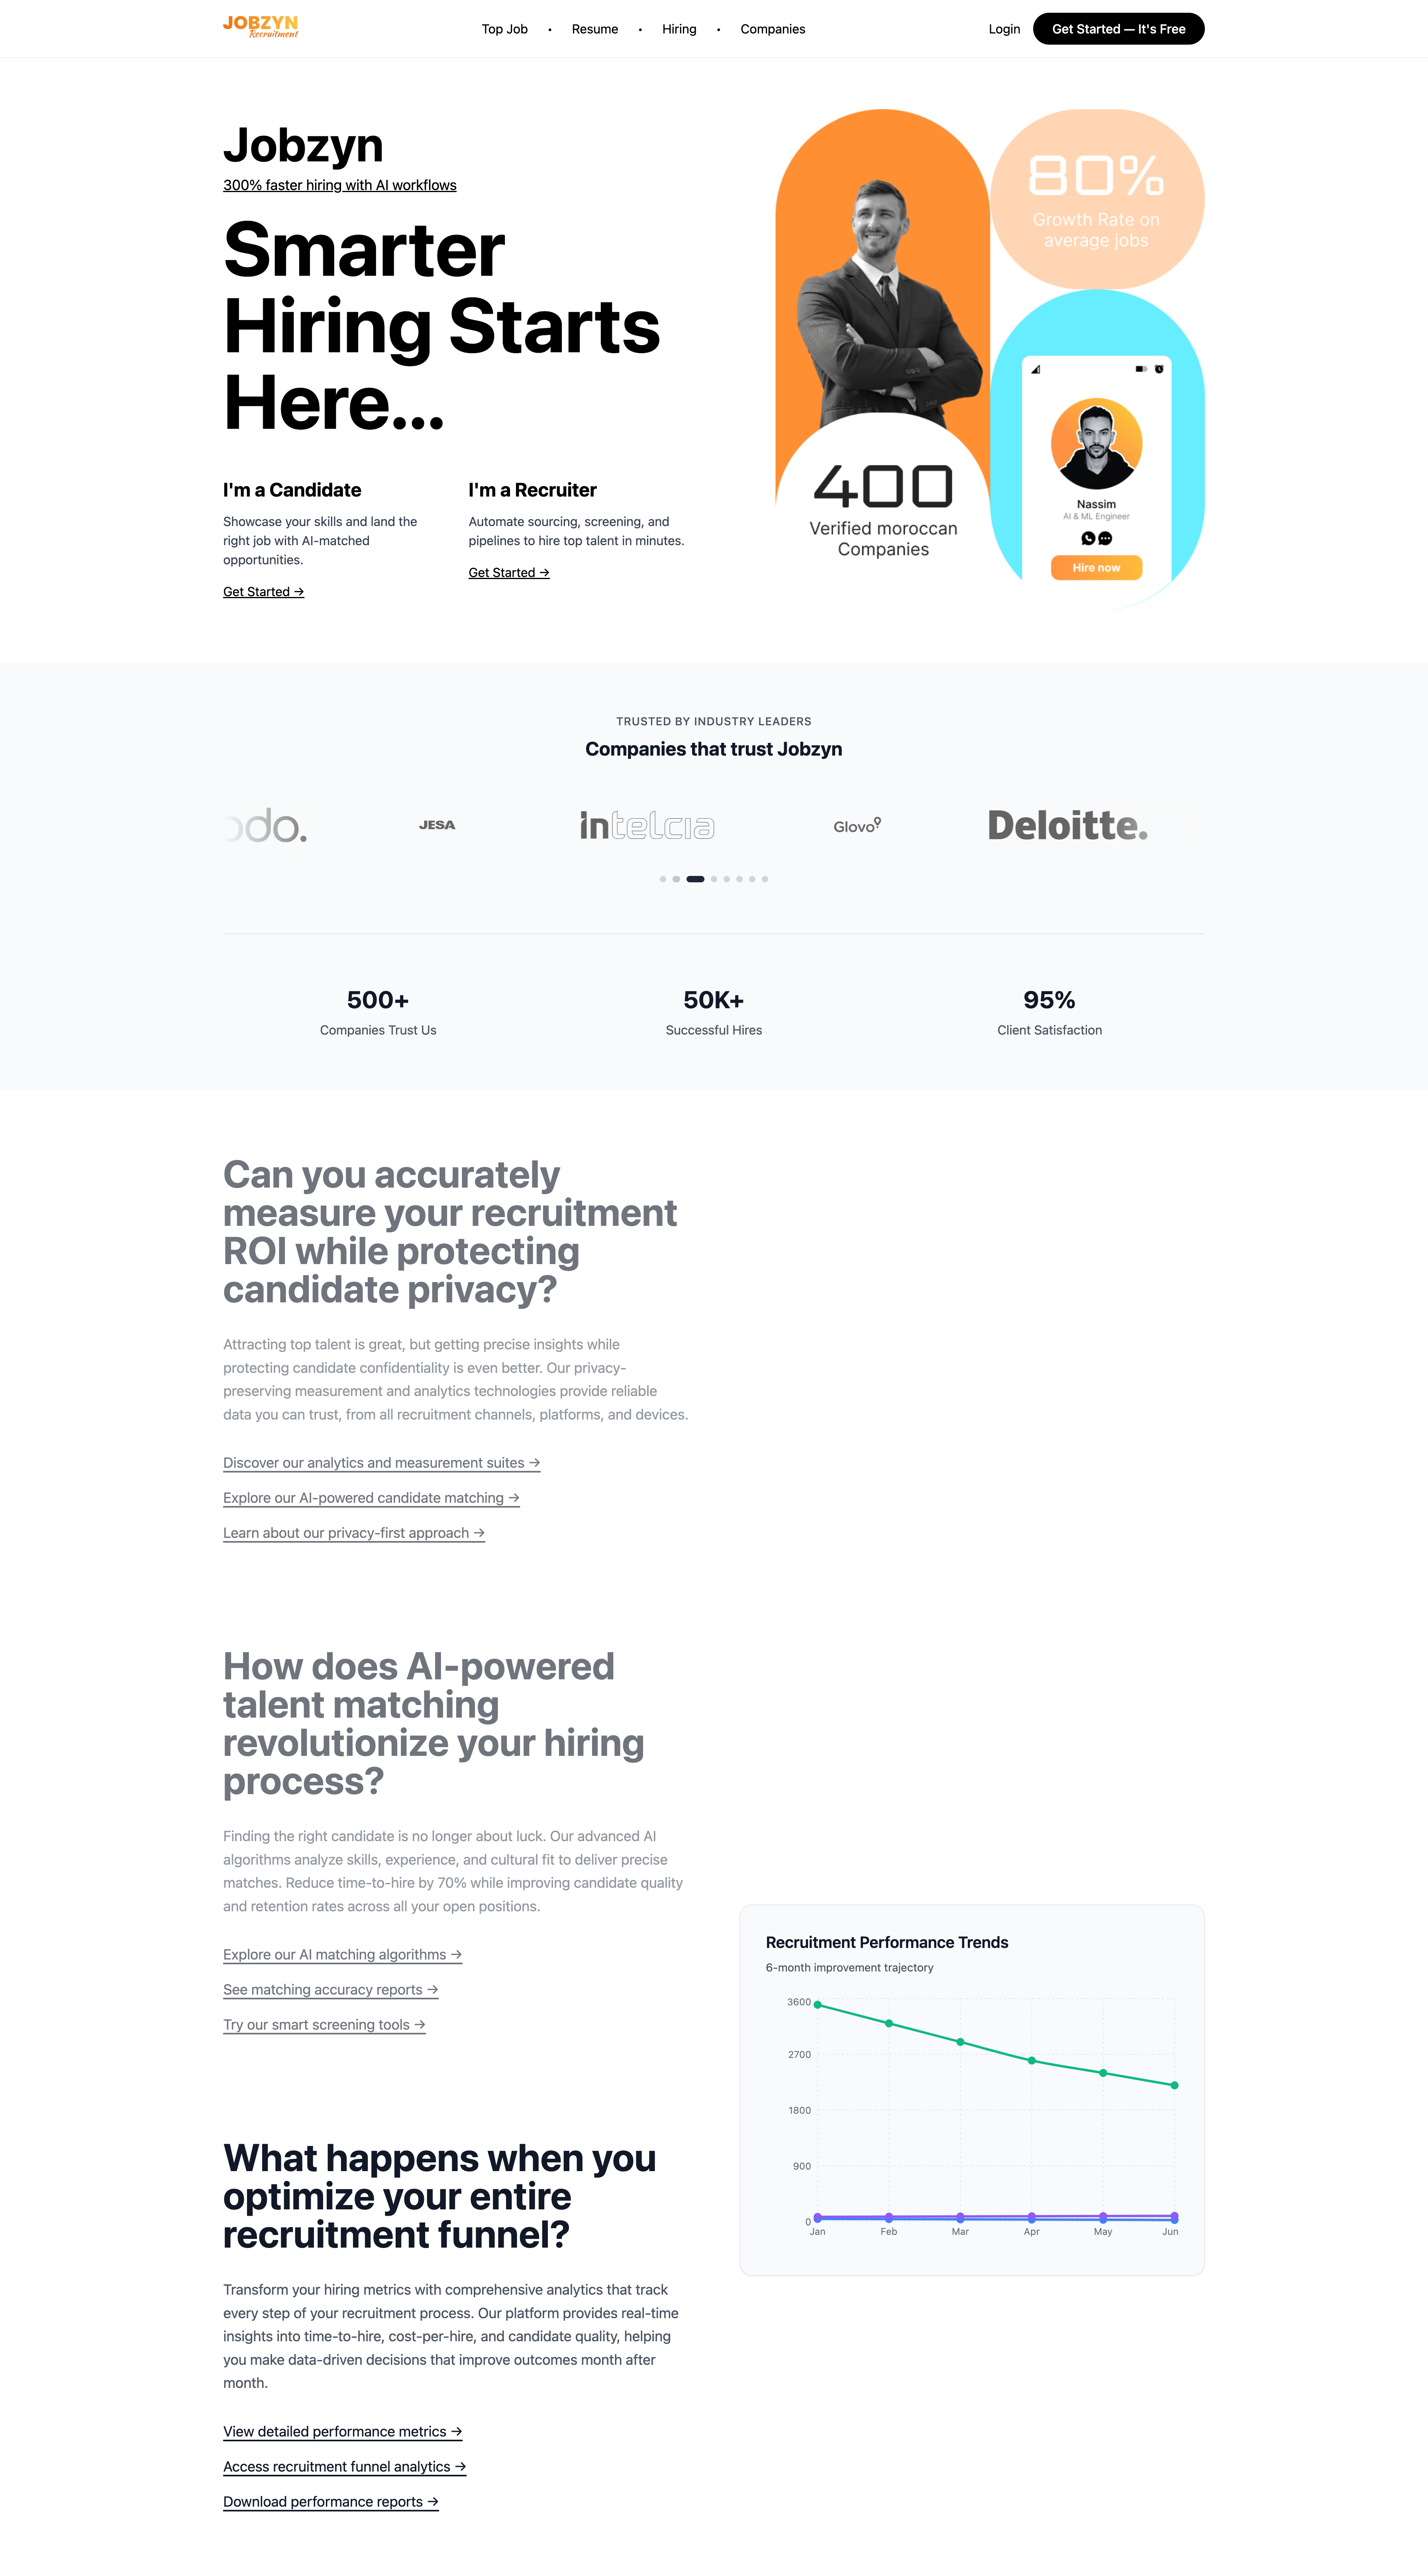 JOBZYN
Recruitment
Top Job • Resume • Hiring • Companies
Login
Get Started — It's Free
Jobzyn
300% faster hiring with AI workflows
Smarter
Hiring Starts
Here...
I'm a Candidate
Showcase your skills and land the
right job with AI-matched
opportunities.
Get Started →
I'm a Recruiter
Automate sourcing, screening, and
pipelines to hire top talent in minutes.
Get Started →
80%
Growth Rate on
average jobs
400
Verified moroccan
Companies
Nassim
AI & ML Engineer
Hire now
TRUSTED BY INDUSTRY LEADERS
Companies that trust Jobzyn
odo.
JESA
intelcia
Glovo
Deloitte.
500+
Companies Trust Us
50K+
Successful Hires
95%
Client Satisfaction
Can you accurately
measure your recruitment
ROI while protecting
candidate privacy?
Attracting top talent is great, but getting precise insights while
protecting candidate confidentiality is even better. Our privacy-
preserving measurement and analytics technologies provide reliable
data you can trust, from all recruitment channels, platforms, and devices.
Discover our analytics and measurement suites →
Explore our AI-powered candidate matching →
Learn about our privacy-first approach →
How does AI-powered
talent matching
revolutionize your hiring
process?
Finding the right candidate is no longer about luck. Our advanced AI
algorithms analyze skills, experience, and cultural fit to deliver precise
matches. Reduce time-to-hire by 70% while improving candidate quality
and retention rates across all your open positions.
Explore our AI matching algorithms →
See matching accuracy reports →
Try our smart screening tools →
Recruitment Performance Trends
6-month improvement trajectory
3600
2700
1800
900
0
Jan Feb Mar Apr May Jun
What happens when you
optimize your entire
recruitment funnel?
Transform your hiring metrics with comprehensive analytics that track
every step of your recruitment process. Our platform provides real-time
insights into time-to-hire, cost-per-hire, and candidate quality, helping
you make data-driven decisions that improve outcomes month after
month.
View detailed performance metrics →
Access recruitment funnel analytics →
Download performance reports →